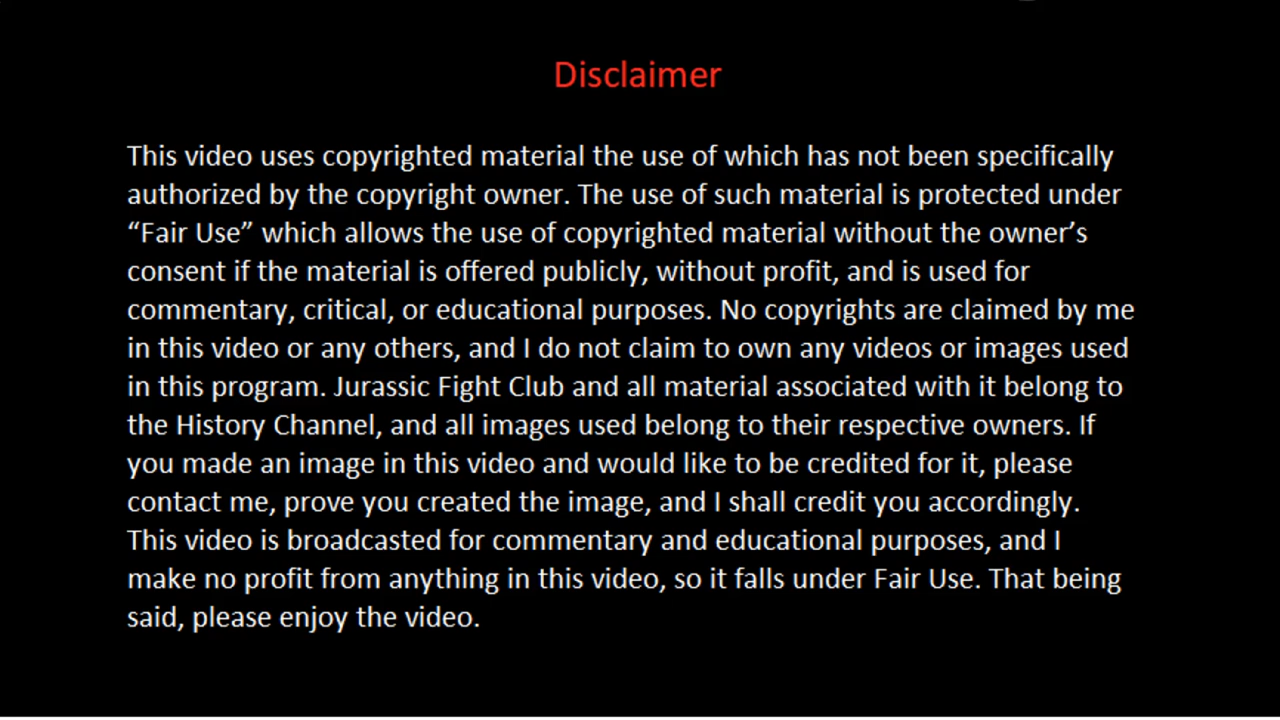 Disclaimer
This video uses copyrighted material the use of which has not been specifically
authorized by the copyright owner. The use of such material is protected under
“Fair Use” which allows the use of copyrighted material without the owner’s
consent if the material is offered publicly, without profit, and is used for
commentary, critical, or educational purposes. No copyrights are claimed by me
in this video or any others, and I do not claim to own any videos or images used
in this program. Jurassic Fight Club and all material associated with it belong to
the History Channel, and all images used belong to their respective owners. If
you made an image in this video and would like to be credited for it, please
contact me, prove you created the image, and I shall credit you accordingly.
This video is broadcasted for commentary and educational purposes, and I
make no profit from anything in this video, so it falls under Fair Use. That being
said, please enjoy the video.